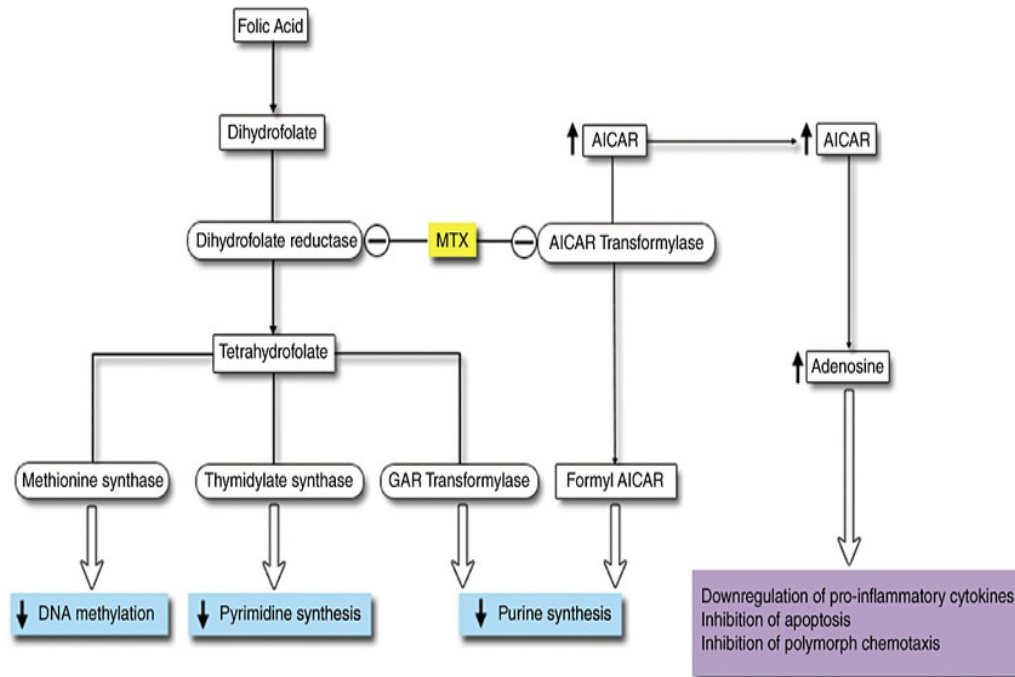 Folic Acid
Dihydrofolate
AICAR
AICAR
Dihydrofolate reductase
MTX
AICAR Transformylase
Tetrahydrofolate
Adenosine
Methionine synthase
Thymidylate synthase
GAR Transformylase
Formyl AICAR
DNA methylation
Pyrimidine synthesis
Purine synthesis
Downregulation of pro-inflammatory cytokines
Inhibition of apoptosis
Inhibition of polymorph chemotaxis